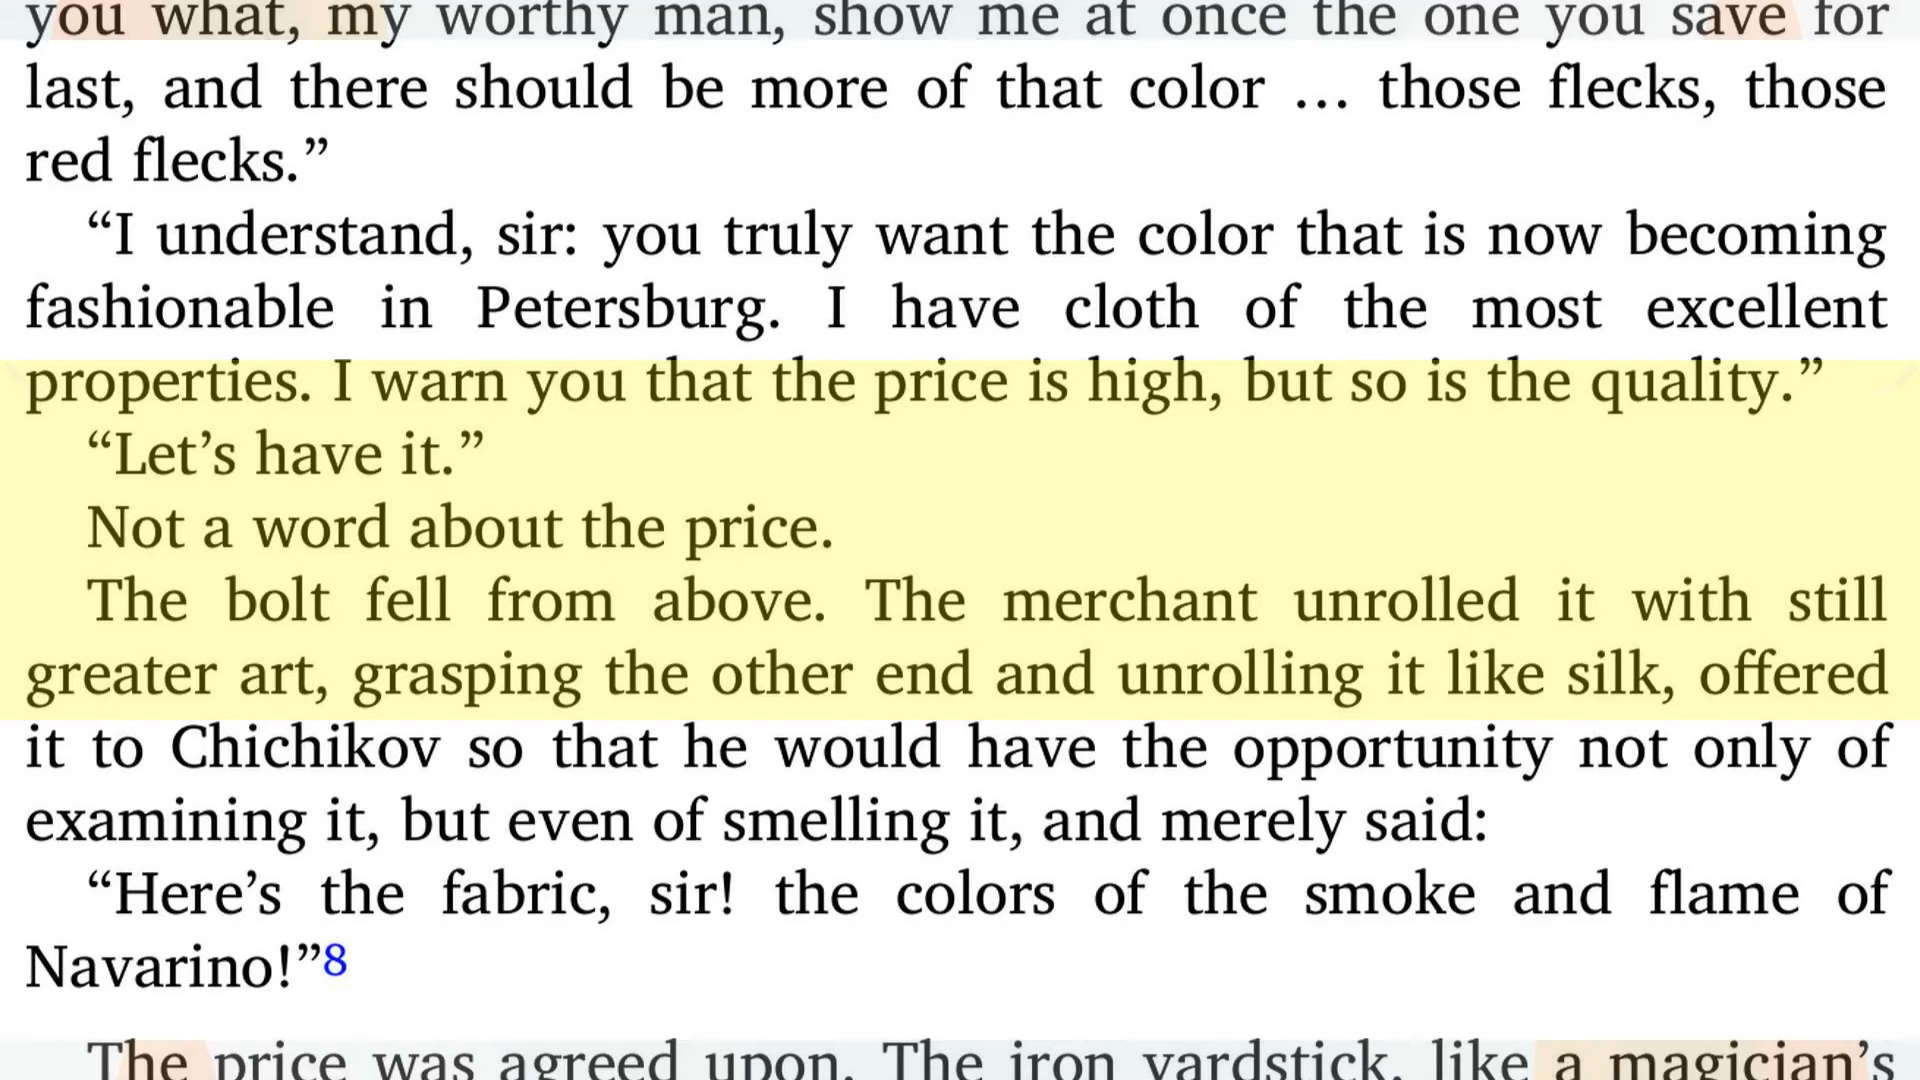 you what, my worthy man, show me at once the one you save for
last, and there should be more of that color … those flecks, those
red flecks.”
“I understand, sir: you truly want the color that is now becoming
fashionable in Petersburg. I have cloth of the most excellent
properties. I warn you that the price is high, but so is the quality.”
“Let’s have it.”
Not a word about the price.
The bolt fell from above. The merchant unrolled it with still
greater art, grasping the other end and unrolling it like silk, offered
it to Chichikov so that he would have the opportunity not only of
examining it, but even of smelling it, and merely said:
“Here’s the fabric, sir! the colors of the smoke and flame of
Navarino!”8
The price was agreed upon. The iron yardstick, like a magician’s